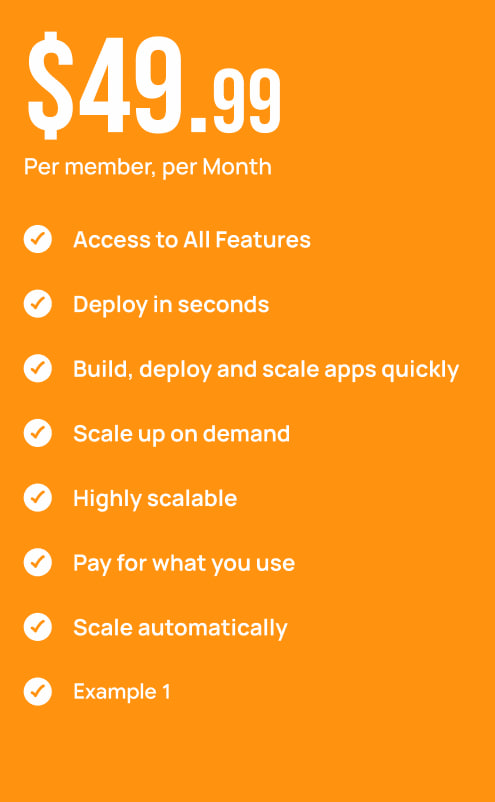 $49.99
Per member, per Month
Access to All Features
Deploy in seconds
Build, deploy and scale apps quickly
Scale up on demand
Highly scalable
Pay for what you use
Scale automatically
Example 1